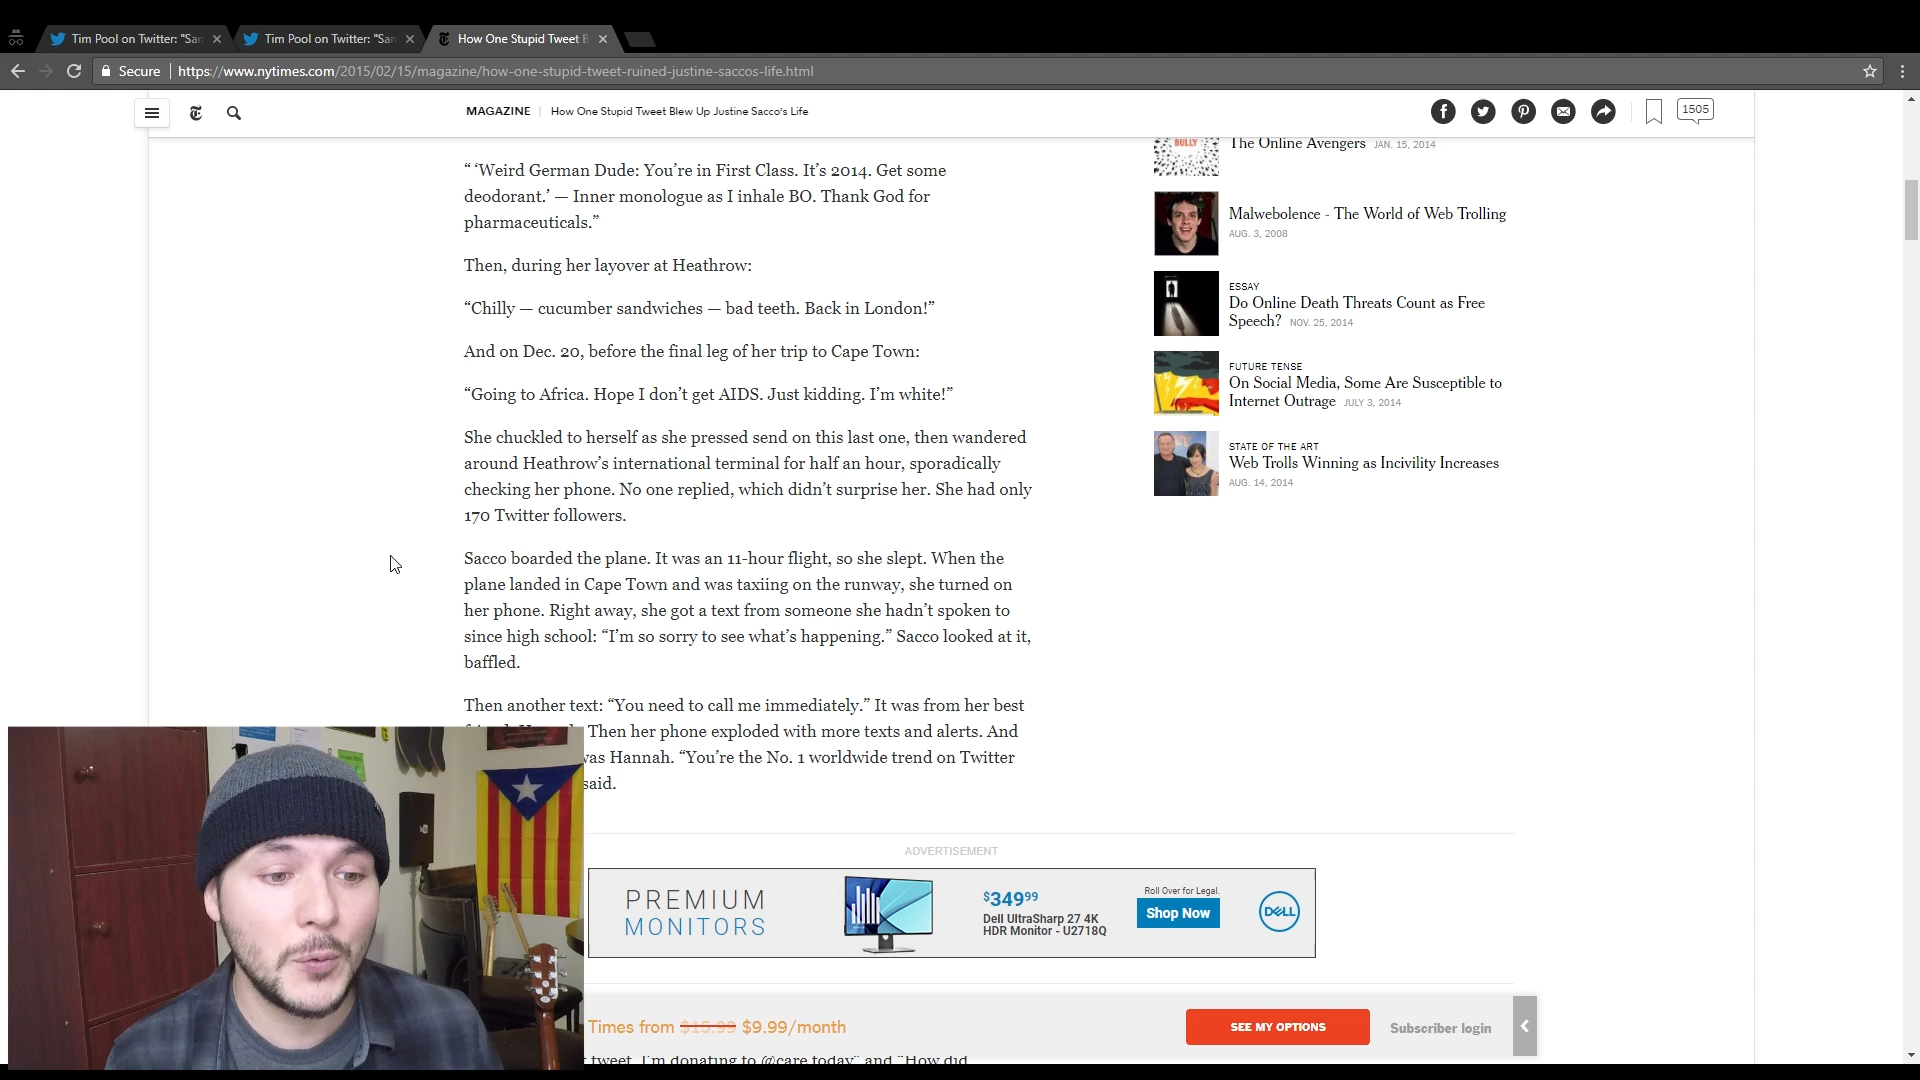 Tim Pool on Twitter: "San
Tim Pool on Twitter: "San
How One Stupid Tweet B
Secure
https://www.nytimes.com/2015/02/15/magazine/how-one-stupid-tweet-ruined-justine-saccos-life.html
MAGAZINE
How One Stupid Tweet Blew Up Justine Sacco's Life
1505
“ ‘Weird German Dude: You’re in First Class. It’s 2014. Get some
deodorant.’ — Inner monologue as I inhale BO. Thank God for
pharmaceuticals.”
Then, during her layover at Heathrow:
“Chilly — cucumber sandwiches — bad teeth. Back in London!”
And on Dec. 20, before the final leg of her trip to Cape Town:
“Going to Africa. Hope I don’t get AIDS. Just kidding. I’m white!”
She chuckled to herself as she pressed send on this last one, then wandered
around Heathrow’s international terminal for half an hour, sporadically
checking her phone. No one replied, which didn’t surprise her. She had only
170 Twitter followers.
Sacco boarded the plane. It was an 11-hour flight, so she slept. When the
plane landed in Cape Town and was taxiing on the runway, she turned on
her phone. Right away, she got a text from someone she hadn’t spoken to
since high school: “I’m so sorry to see what’s happening.” Sacco looked at it,
baffled.
Then another text: “You need to call me immediately.” It was from her best
Then her phone exploded with more texts and alerts. And
was Hannah. “You’re the No. 1 worldwide trend on Twitter
said.
BULLY
The Online Avengers JAN. 15, 2014
Malwebolence - The World of Web Trolling
AUG. 3, 2008
ESSAY
Do Online Death Threats Count as Free
Speech? NOV. 25, 2014
FUTURE TENSE
On Social Media, Some Are Susceptible to
Internet Outrage JULY 3, 2014
STATE OF THE ART
Web Trolls Winning as Incivility Increases
AUG. 14, 2014
ADVERTISEMENT
PREMIUM
MONITORS
$34999
Dell UltraSharp 27 4K
HDR Monitor - U2718Q
Roll Over for Legal.
Shop Now
DELL
Times from $15.99 $9.99/month
SEE MY OPTIONS
Subscriber login
tweet, I’m donating to @care today” and “How did